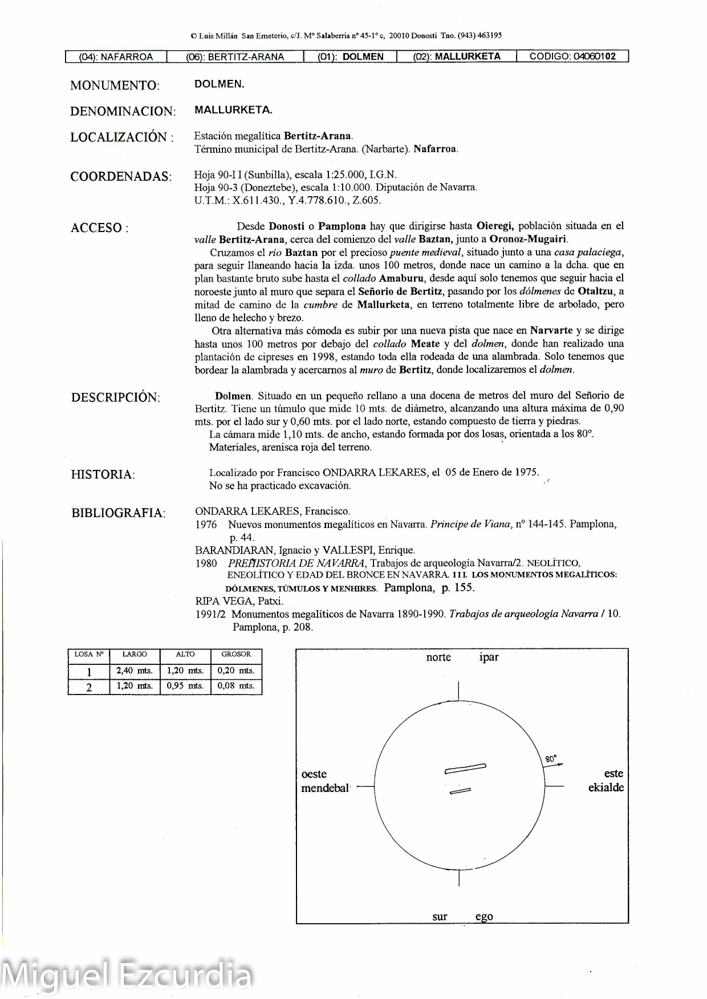 © Luis Millán San Emeterio, c/J. Mª Salaberria nº 45-1º c, 20010 Donosti Tno. (943) 463195
(04): NAFARROA (06): BERTITZ-ARANA (01): DOLMEN (02): MALLURKETA CODIGO: 04060102
MONUMENTO: DOLMEN.
DENOMINACION: MALLURKETA.
LOCALIZACIÓN : Estación megalítica Bertitz-Arana.
Término municipal de Bertitz-Arana. (Narbarte). Nafarroa.
COORDENADAS: Hoja 90-I I (Sunbilla), escala 1:25.000, I.G.N.
Hoja 90-3 (Doneztebe), escala 1:10.000. Diputación de Navarra.
U.T.M.: X.611.430., Y.4.778.610., Z.605.
ACCESO : Desde Donosti o Pamplona hay que dirigirse hasta Oieregi, población situada en el
valle Bertitz-Arana, cerca del comienzo del valle Baztan, junto a Oronoz-Mugairi.
Cruzamos el rio Baztan por el precioso puente medieval, situado junto a una casa palaciega,
para seguir llaneando hacia la izda. unos 100 metros, donde nace un camino a la dcha. que en
plan bastante bruto sube hasta el collado Amaburu, desde aquí solo tenemos que seguir hacia el
noroeste junto al muro que separa el Señorio de Bertitz, pasando por los dólmenes de Otaltzu, a
mitad de camino de la cumbre de Mallurketa, en terreno totalmente libre de arbolado, pero
lleno de helecho y brezo.
Otra alternativa más cómoda es subir por una nueva pista que nace en Narvarte y se dirige
hasta unos 100 metros por debajo del collado Meate y del dolmen, donde han realizado una
plantación de cipreses en 1998, estando toda ella rodeada de una alambrada. Solo tenemos que
bordear la alambrada y acercarnos al muro de Bertitz, donde localizaremos el dolmen.
DESCRIPCIÓN: Dolmen. Situado en un pequeño rellano a una docena de metros del muro del Señorio de
Bertitz. Tiene un túmulo que mide 10 mts. de diámetro, alcanzando una altura máxima de 0,90
mts. por el lado sur y 0,60 mts. por el lado norte, estando compuesto de tierra y piedras.
La cámara mide 1,10 mts. de ancho, estando formada por dos losas, orientada a los 80º.
Materiales, arenisca roja del terreno.
HISTORIA: Localizado por Francisco ONDARRA LEKARES, el 05 de Enero de 1975.
No se ha practicado excavación.
BIBLIOGRAFIA: ONDARRA LEKARES, Francisco.
1976 Nuevos monumentos megalíticos en Navarra. Principe de Viana, nº 144-145. Pamplona,
p. 44.
BARANDIARAN, Ignacio y VALLESPI, Enrique.
1980 PREHISTORIA DE NAVARRA, Trabajos de arqueología Navarra/2. NEOLÍTICO,
ENEOLÍTICO Y EDAD DEL BRONCE EN NAVARRA. III. LOS MONUMENTOS MEGALÍTICOS:
DÓLMENES, TÚMULOS Y MENHIRES. Pamplona, p. 155.
RIPA VEGA, Patxi.
1991/2 Monumentos megalíticos de Navarra 1890-1990. Trabajos de arqueología Navarra / 10.
Pamplona, p. 208.
LOSA Nº LARGO ALTO GROSOR
1 2,40 mts. 1,20 mts. 0,20 mts.
2 1,20 mts. 0,95 mts. 0,08 mts.
norte ipar
80°
oeste este
mendebal ekialde
sur ego
Miguel Ezcurdia